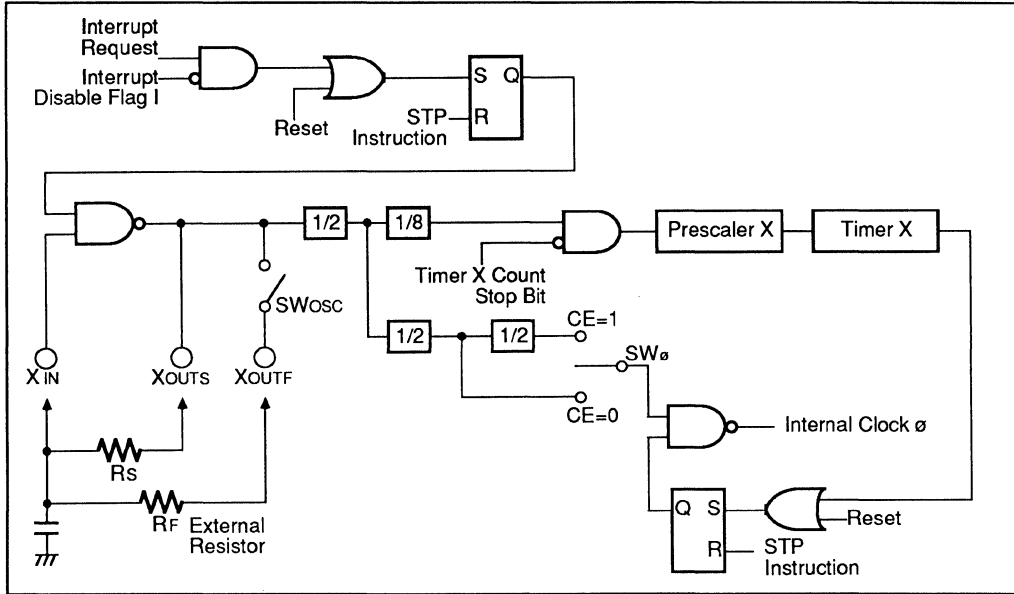 Interrupt
Request
Interrupt
Disable Flag I
Reset
S Q
STP
Instruction
R
1/2
1/8
Prescaler X
Timer X
Timer X Count
Stop Bit
SWOSC
1/2
1/2
CE=1
SWø
CE=0
XIN
XOUTS
XOUTF
Internal Clock ø
RS
RF
External
Resistor
Q S
Reset
R
STP
Instruction